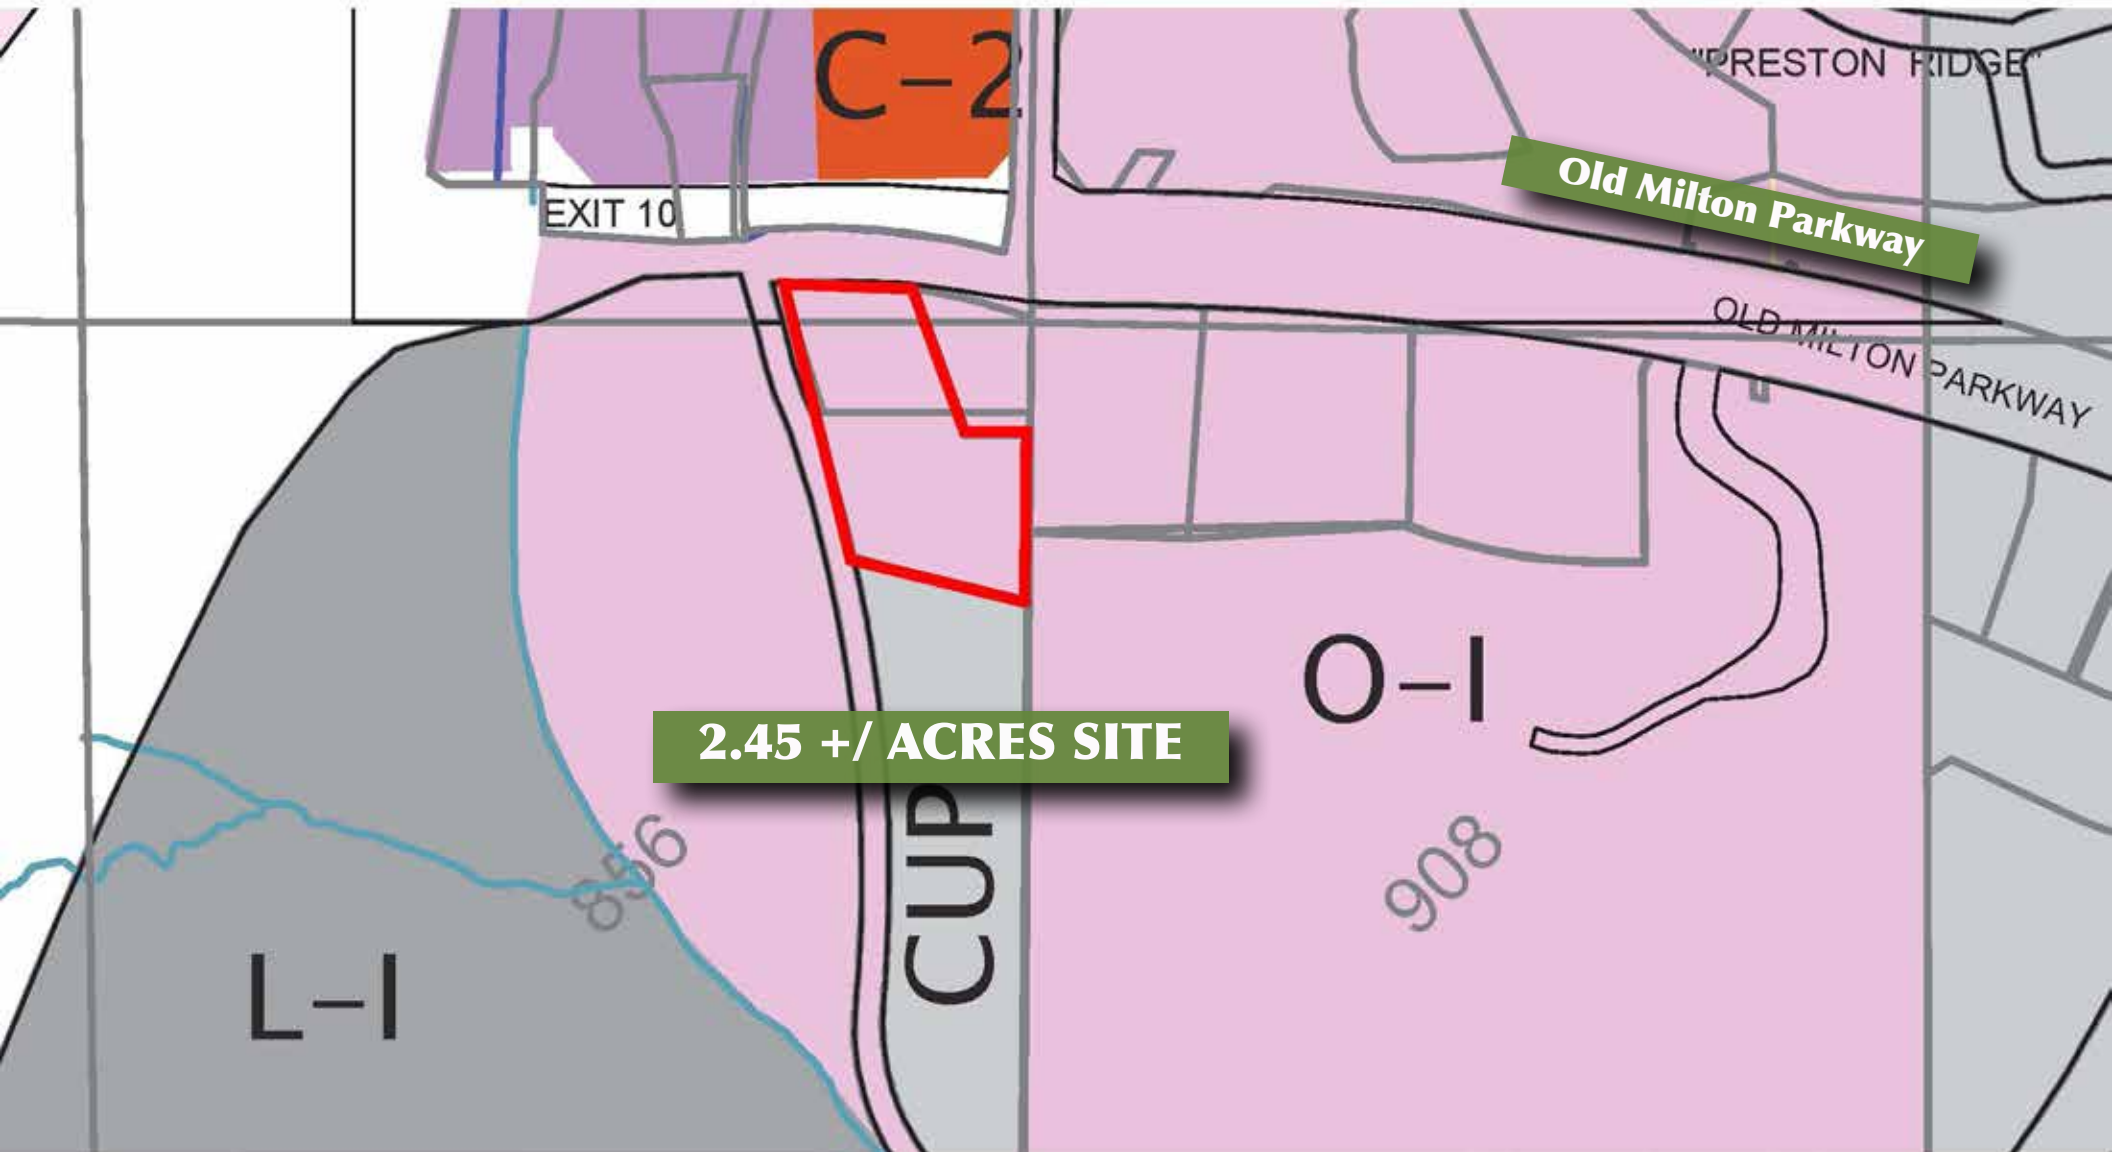 C-2
"PRESTON RIDGE"
Old Milton Parkway
EXIT 10
OLD MILTON PARKWAY
O-I
2.45 +/ ACRES SITE
CUP
856
908
L-I